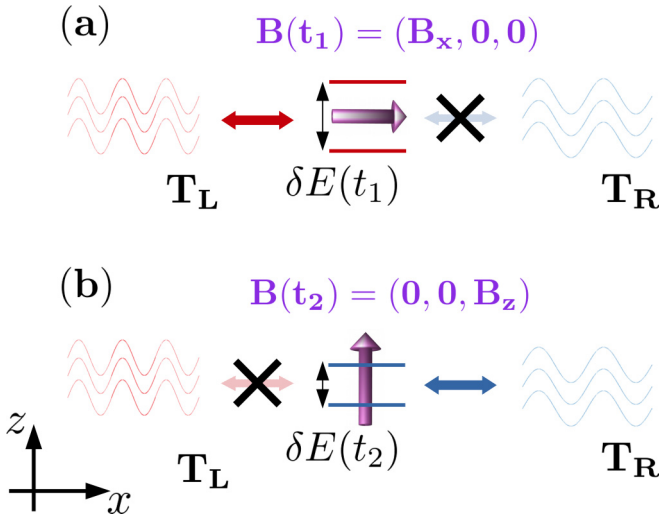 (a)
B(t₁) = (Bₓ, 0, 0)
δE(t₁)
T_L
T_R
(b)
B(t₂) = (0, 0, B_z)
δE(t₂)
T_L
T_R
z
x